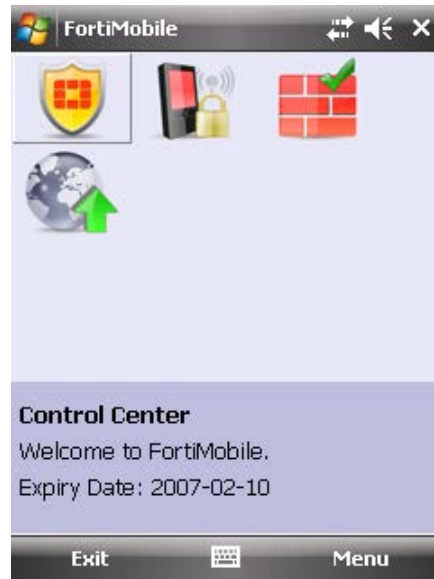 FortiMobile
Control Center
Welcome to FortiMobile.
Expiry Date: 2007-02-10
Exit
Menu